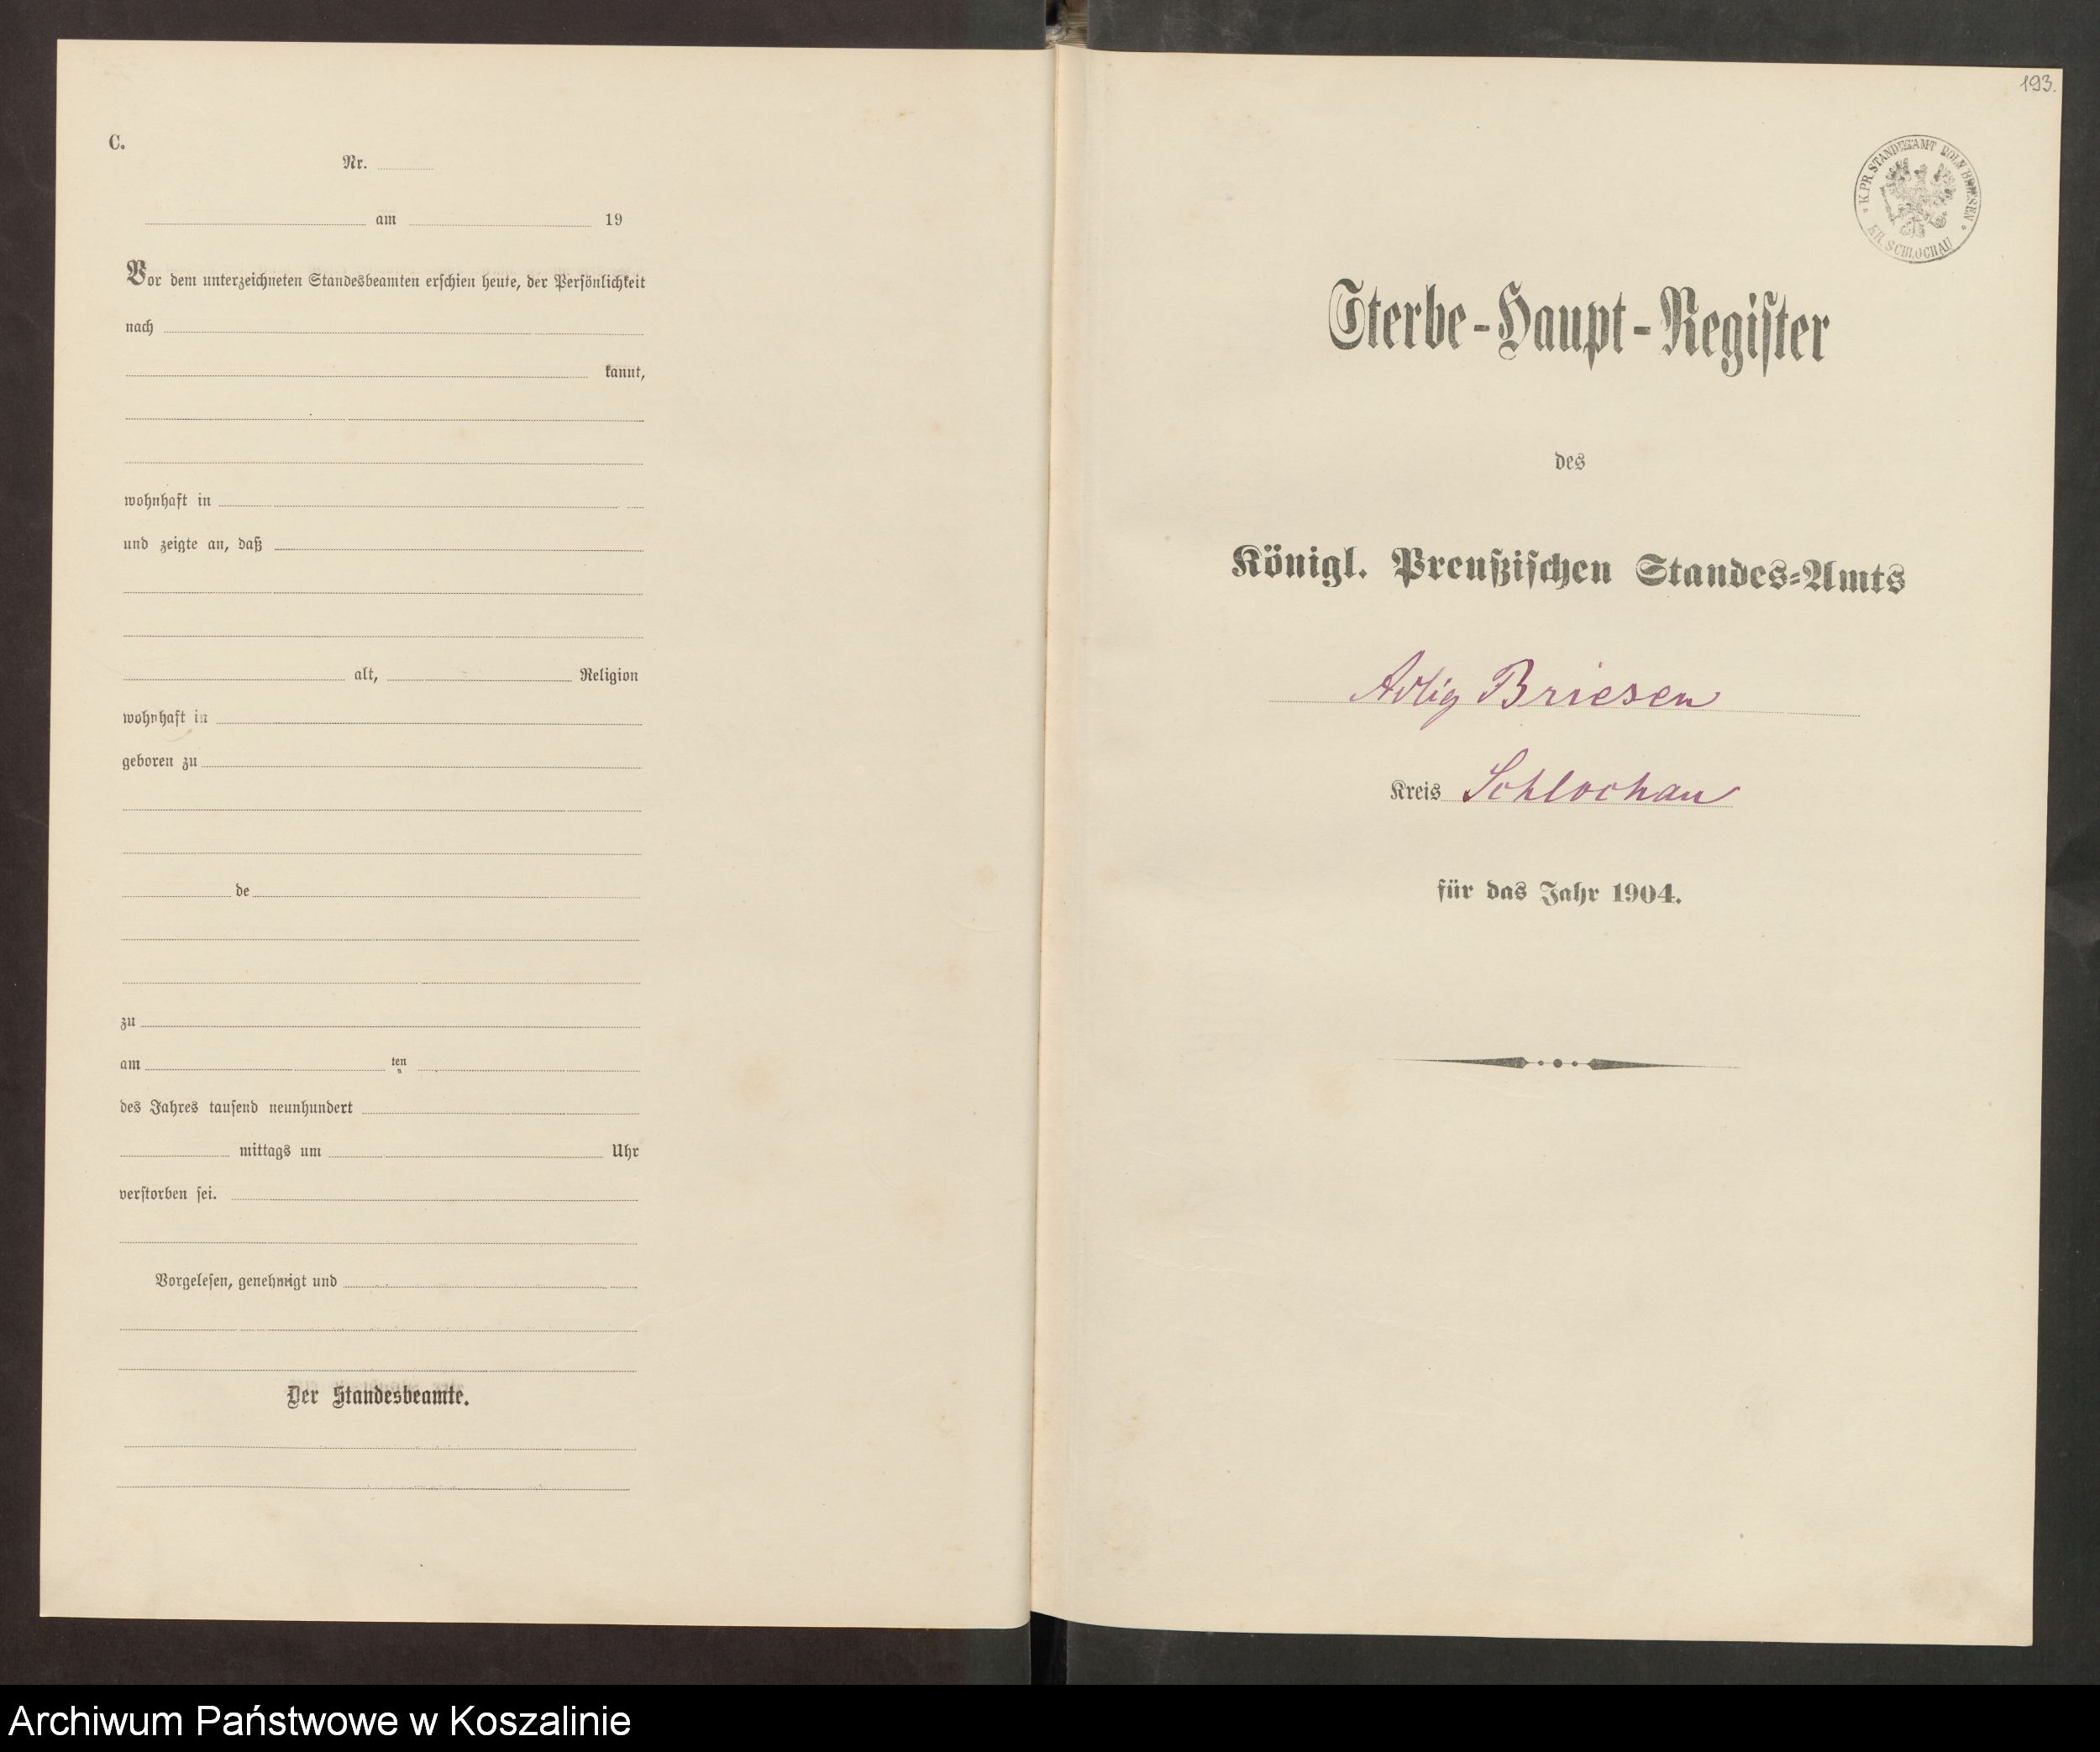 C.
Nr.
am 19
Vor dem unterzeichneten Standesbeamten erschien heute, der Persönlichkeit
nach
kannt,
wohnhaft in
und zeigte an, daß
alt, Religion
wohnhaft in
geboren zu
de
zu
am ten
des Jahres tausend neunhundert
mittags um Uhr
verstorben sei.
Vorgelesen, genehmigt und
Der Standesbeamte.
193.
K. PR. STANDESAMT POLN BRIESEN
KR. SCHLOCHAU
Sterbe-Haupt-Register
des
Königl. Preußischen Standes-Amts
Adlig Briesen
Kreis Schlochau
für das Jahr 1904.
Archiwum Państwowe w Koszalinie